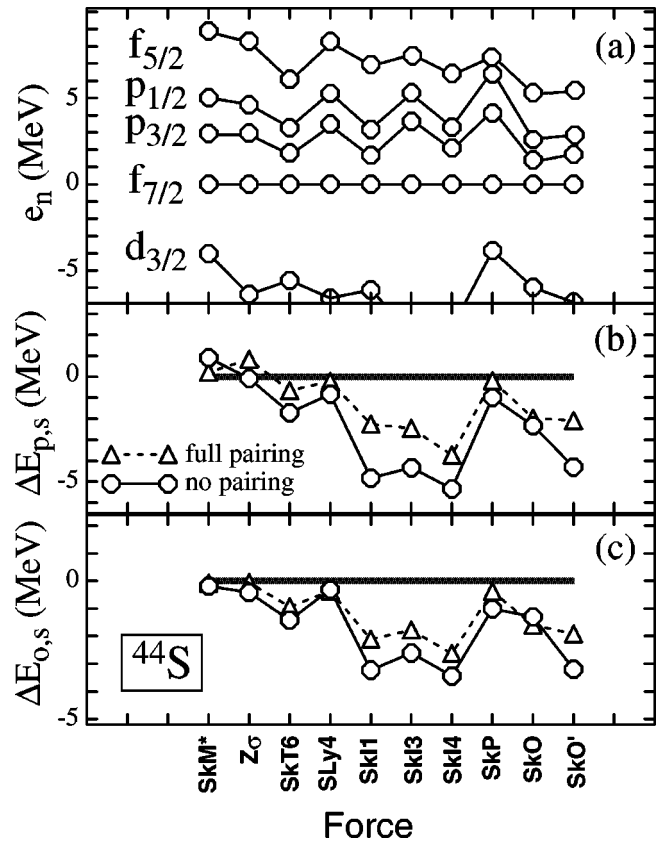 (a)
f5/2
p1/2
p3/2
f7/2
d3/2
en (MeV)
5
0
-5
(b)
ΔEp,s (MeV)
0
-5
full pairing
no pairing
(c)
ΔEo,s (MeV)
0
-5
44S
SkM* Zσ SkT6 SLy4 SkI1 SkI3 SkI4 SkP SkO SkO'
Force